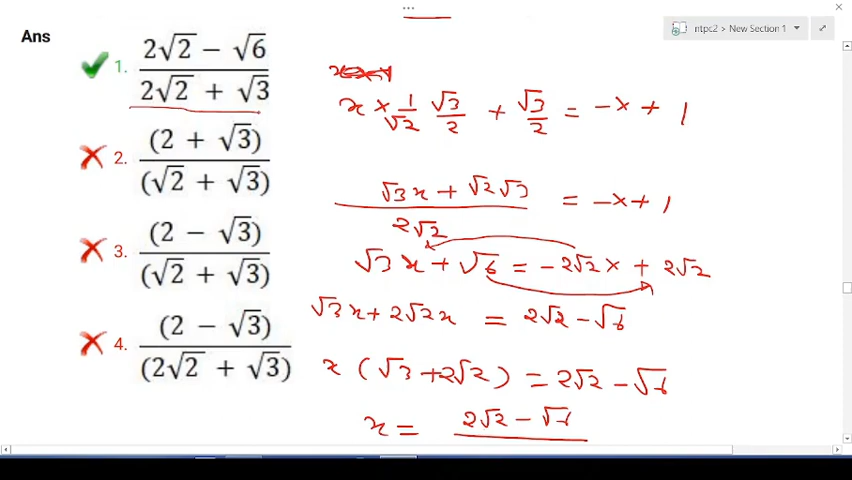 ntpc2 > New Section 1
Ans
1. (2√2 − √6)/(2√2 + √3)
2. (2 + √3)/(√2 + √3)
3. (2 − √3)/(√2 + √3)
4. (2 − √3)/(2√2 + √3)
x × 1/√2 √3/2 + √3/2 = −x + 1
(√3x + √2√3)/2√2 = −x + 1
√3x + √6 = −2√2x + 2√2
√3x + 2√2x = 2√2 − √6
x (√3 + 2√2) = 2√2 − √6
x = 2√2 − √6